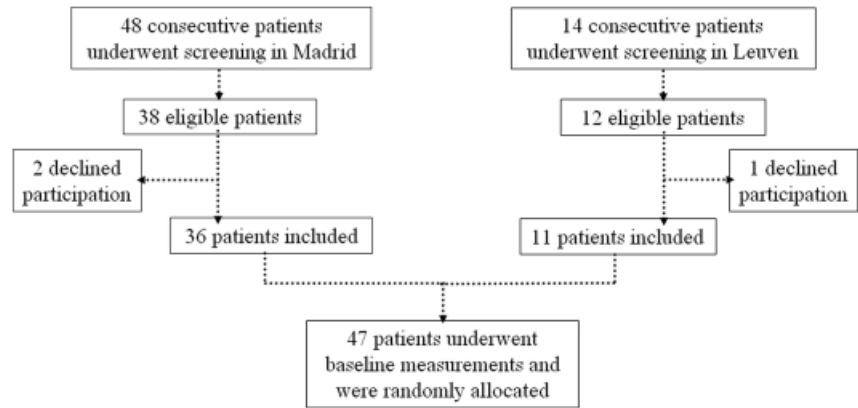 48 consecutive patients
underwent screening in Madrid
14 consecutive patients
underwent screening in Leuven
38 eligible patients
12 eligible patients
2 declined
participation
1 declined
participation
36 patients included
11 patients included
47 patients underwent
baseline measurements and
were randomly allocated